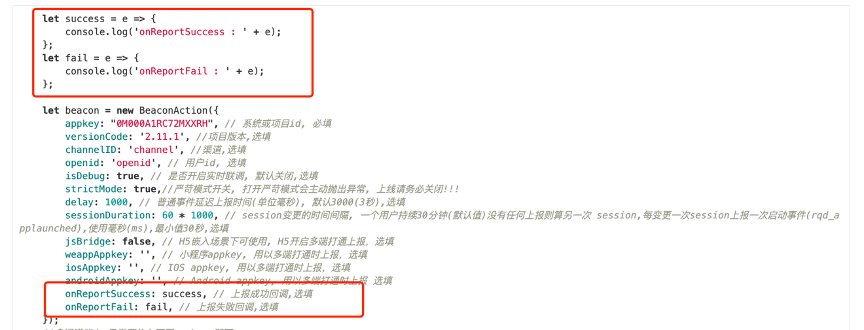 let success = e => {
console.log('onReportSuccess : ' + e);
};
let fail = e => {
console.log('onReportFail : ' + e);
};
let beacon = new BeaconAction({
appkey: "0M000A1RC72MXXRH", // 系统或项目id, 必填
versionCode: '2.11.1', //项目版本,选填
channelID: 'channel', //渠道,选填
openid: 'openid', // 用户id, 选填
isDebug: true, // 是否开启实时联调, 默认关闭,选填
strictMode: true,//严苛模式开关, 打开严苛模式会主动抛出异常, 上线请务必关闭!!!
delay: 1000, // 普通事件延迟上报时间(单位毫秒), 默认3000(3秒),选填
sessionDuration: 60 * 1000, // session变更的时间间隔, 一个用户持续30分钟(默认值)没有任何上报则算另一次 session,每变更一次session上报一次启动事件(rqd_a
pplaunched),使用毫秒(ms),最小值30秒,选填
jsBridge: false, // H5嵌入场景下可使用, H5开启多端打通上报, 选填
weappAppkey: '', // 小程序appkey, 用以多端打通时上报, 选填
iosAppkey: '', // IOS appkey, 用以多端打通时上报, 选填
androidAppkey: '', // Android appkey, 用以多端打通时上报 选填
onReportSuccess: success, // 上报成功回调,选填
onReportFail: fail, // 上报失败回调,选填
});